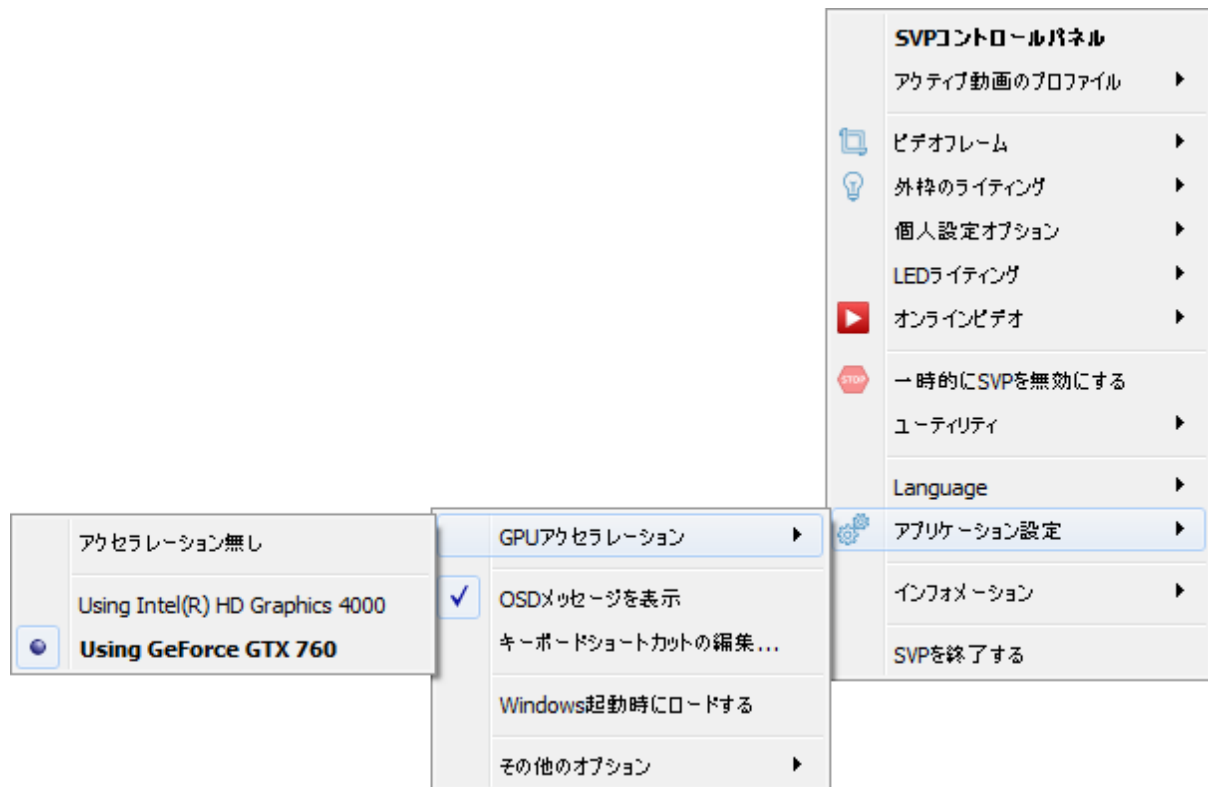 SVPコントロールパネル
アクティブ動画のプロファイル
ビデオフレーム
外枠のライティング
個人設定オプション
LEDライティング
オンラインビデオ
STOP
一時的にSVPを無効にする
ユーティリティ
Language
アプリケーション設定
インフォメーション
SVPを終了する
GPUアクセラレーション
OSDメッセージを表示
キーボードショートカットの編集...
Windows起動時にロードする
その他のオプション
アクセラレーション無し
Using Intel(R) HD Graphics 4000
Using GeForce GTX 760